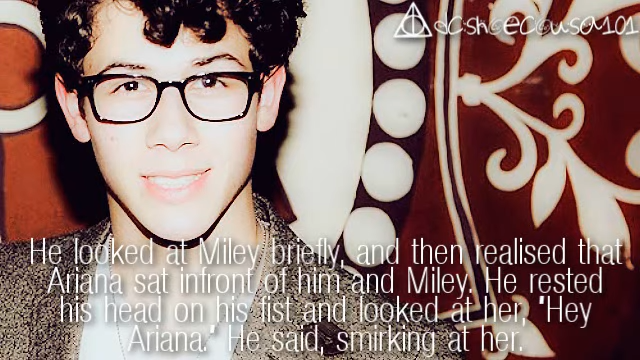 He looked at Miley briefly, and then realised that
Ariana sat infront of him and Miley. He rested
his head on his fist and looked at her, "Hey
Ariana." He said, smirking at her.